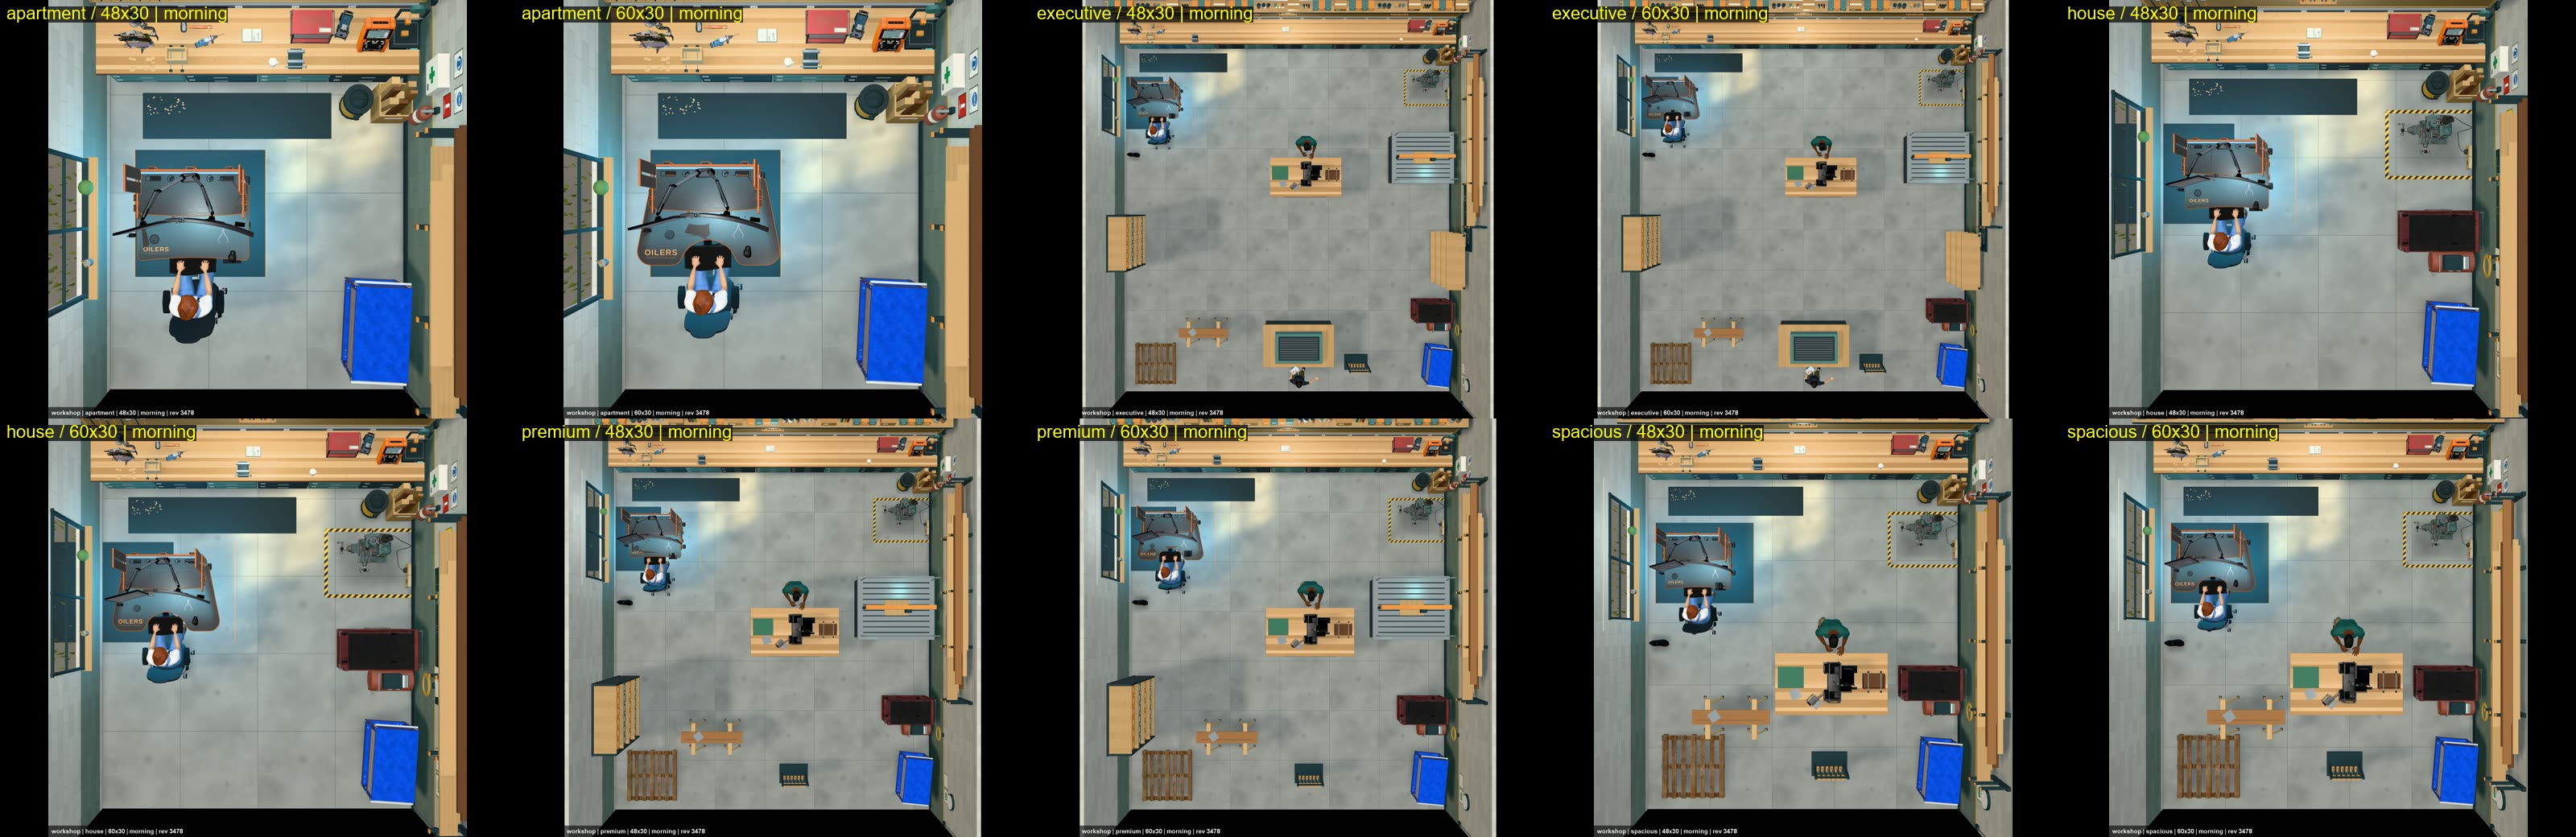 apartment / 48x30 | morning
apartment / 60x30 | morning
executive / 48x30 | morning
executive / 60x30 | morning
house / 48x30 | morning
OILERS
OILERS
OILERS
workshop | apartment | 48x30 | morning | rev 3478
workshop | apartment | 60x30 | morning | rev 3478
workshop | executive | 48x30 | morning | rev 3478
workshop | executive | 60x30 | morning | rev 3478
workshop | house | 48x30 | morning | rev 3478
house / 60x30 | morning
premium / 48x30 | morning
premium / 60x30 | morning
spacious / 48x30 | morning
spacious / 60x30 | morning
OILERS
OILERS
OILERS
workshop | house | 60x30 | morning | rev 3478
workshop | premium | 48x30 | morning | rev 3478
workshop | premium | 60x30 | morning | rev 3478
workshop | spacious | 48x30 | morning | rev 3478
workshop | spacious | 60x30 | morning | rev 3478